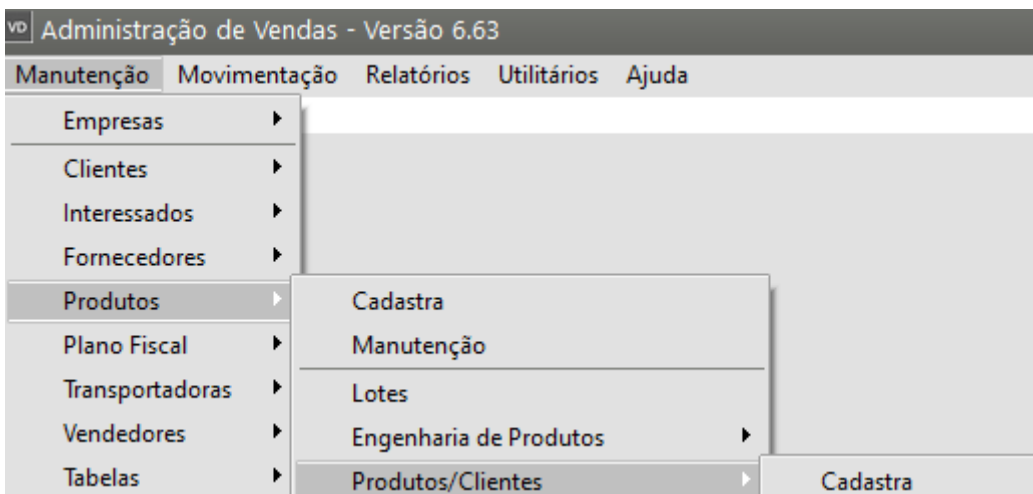 VD Administração de Vendas - Versão 6.63
Manutenção Movimentação Relatórios Utilitários Ajuda
Empresas
Clientes
Interessados
Fornecedores
Produtos Cadastra
Plano Fiscal Manutenção
Transportadoras Lotes
Vendedores Engenharia de Produtos
Tabelas Produtos/Clientes Cadastra